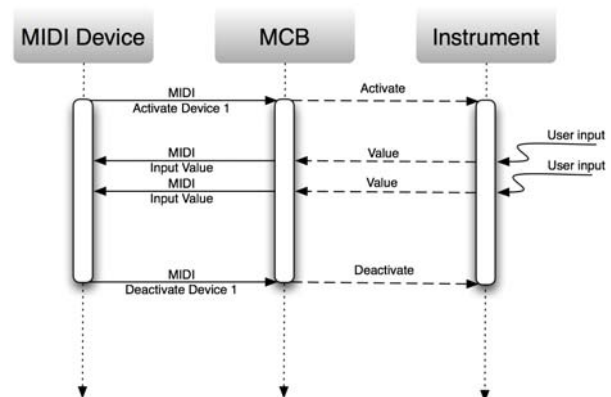 MIDI Device
MCB
Instrument
MIDI
Activate Device 1
Activate
User input
MIDI
Input Value
Value
User input
MIDI
Input Value
Value
MIDI
Deactivate Device 1
Deactivate